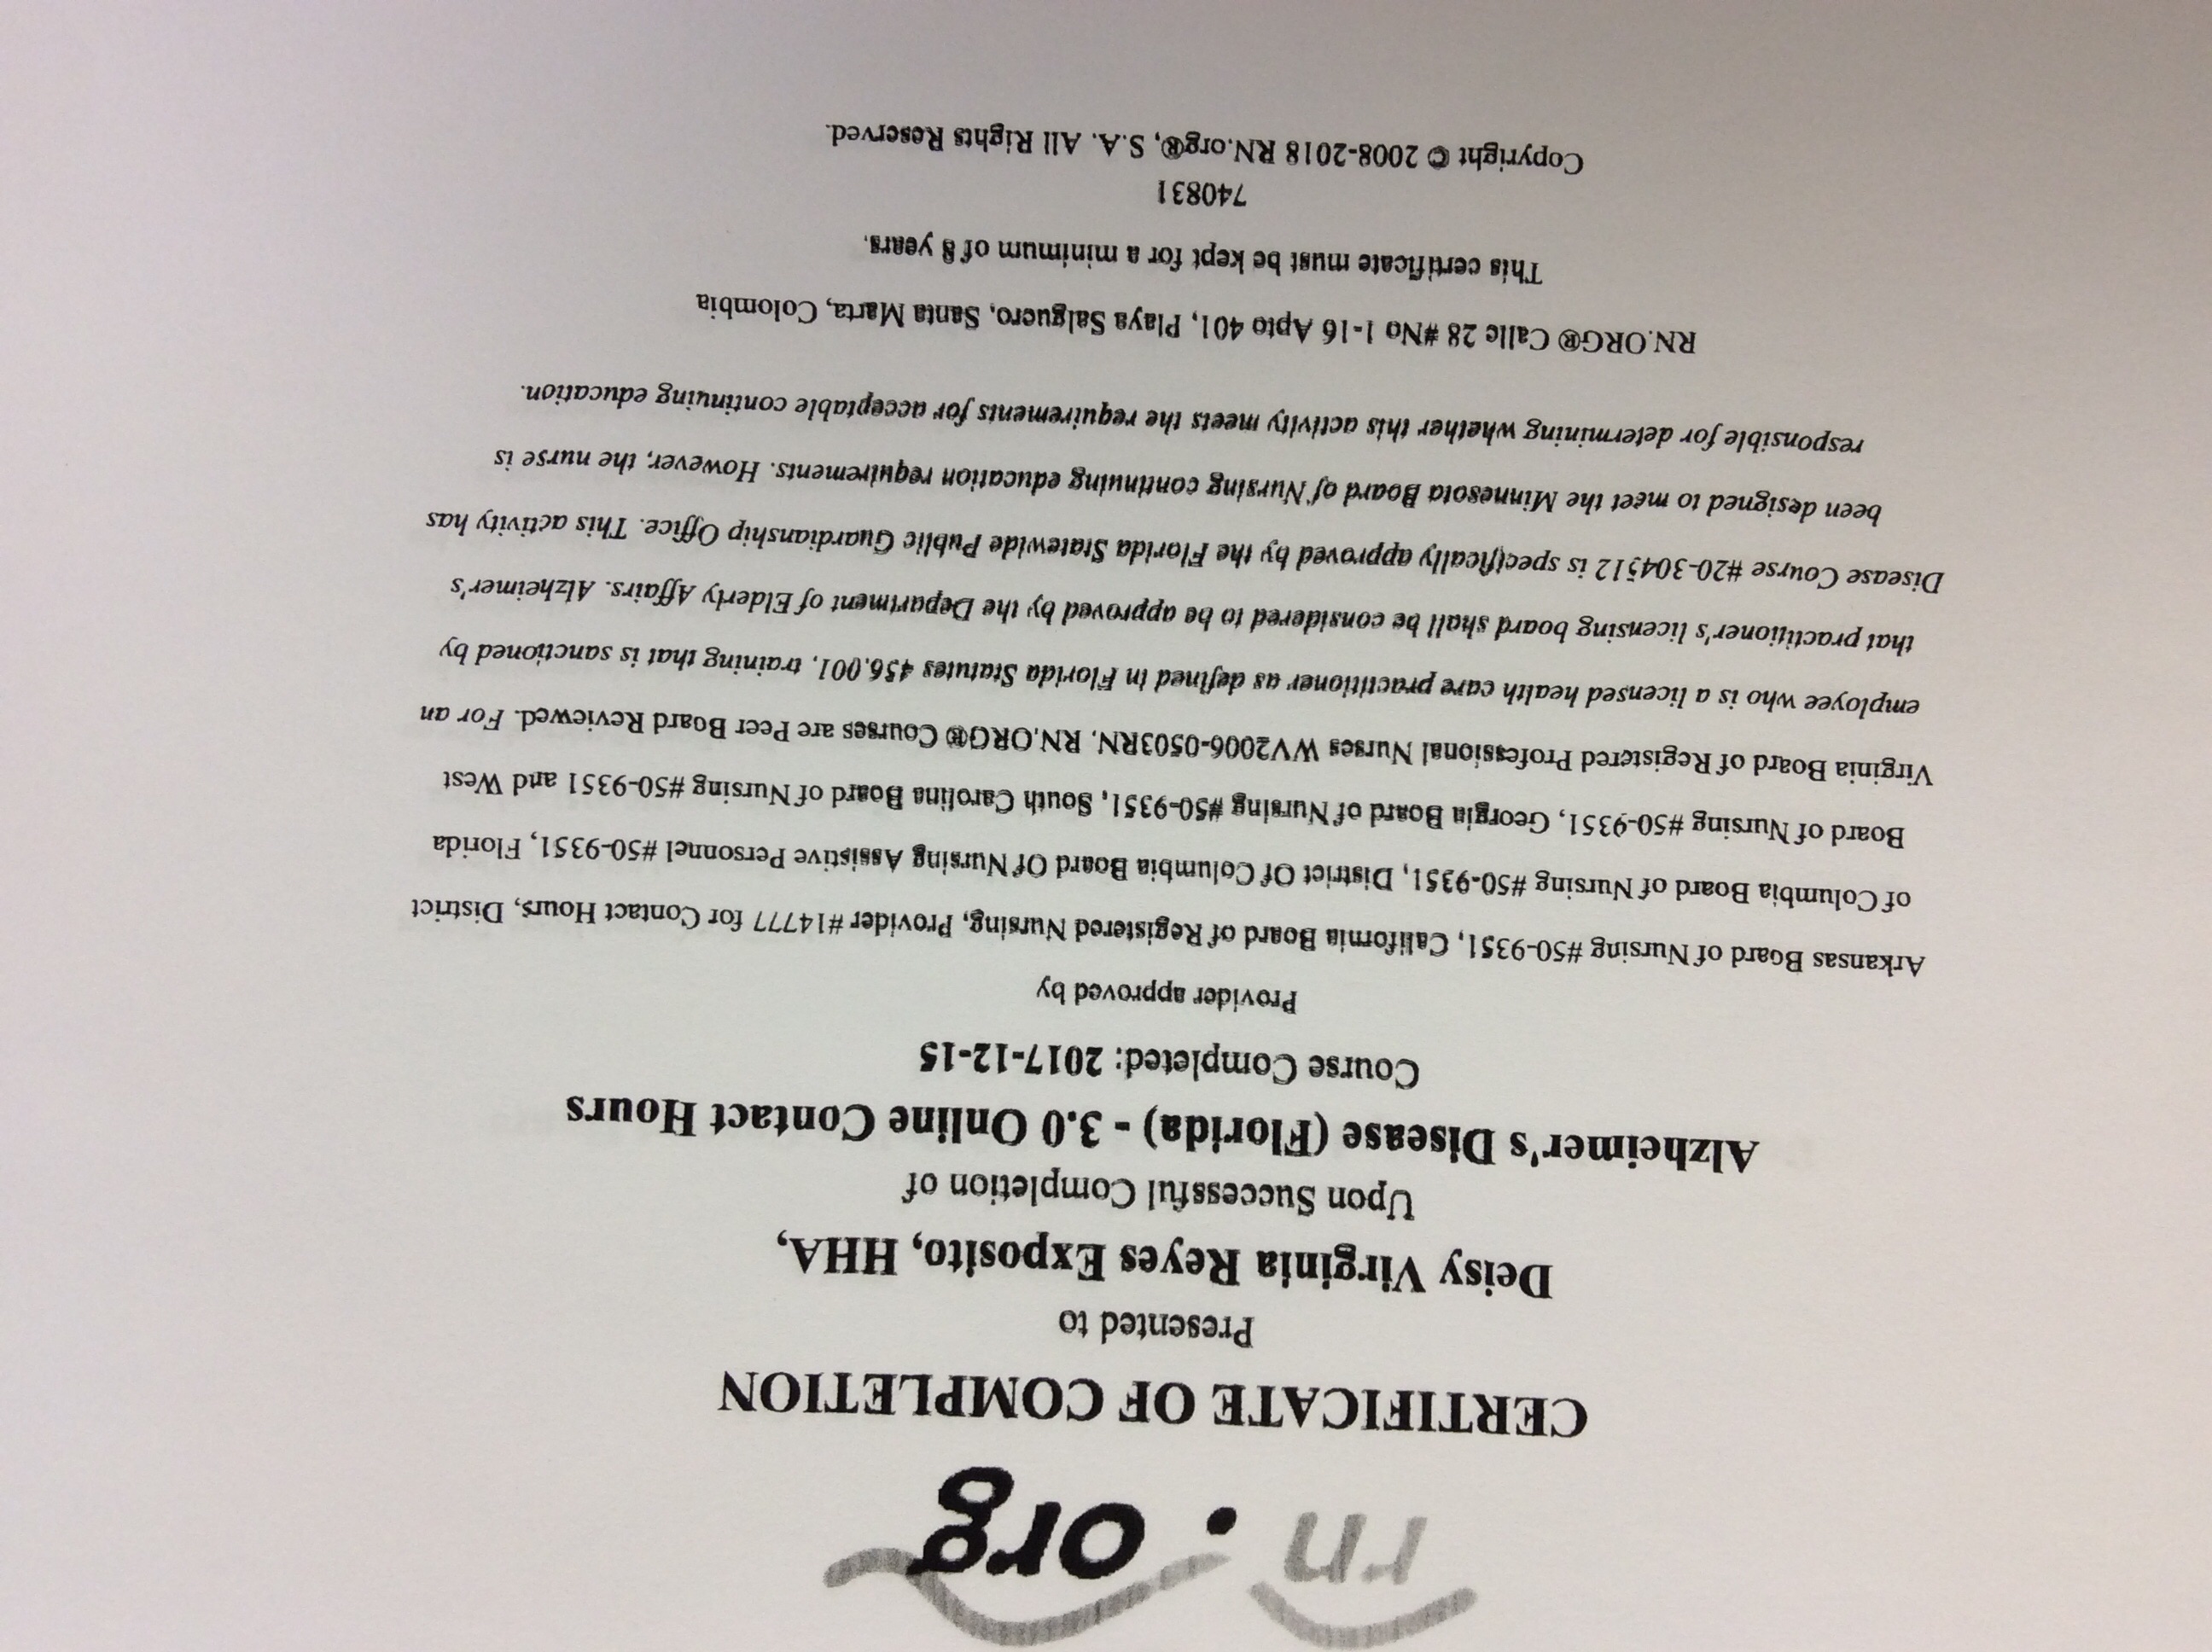 rn.org
CERTIFICATE OF COMPLETION
Presented to
Deisy Virginia Reyes Exposito, HHA,
Upon Successful Completion of
Alzheimer's Disease (Florida) - 3.0 Online Contact Hours
Course Completed: 2017-12-15
Provider approved by
Arkansas Board of Nursing #50-9351, California Board of Registered Nursing, Provider #14777 for Contact Hours, District
of Columbia Board of Nursing #50-9351, District Of Columbia Board Of Nursing Assistive Personnel #50-9351, Florida
Board of Nursing #50-9351, Georgia Board of Nursing #50-9351, South Carolina Board of Nursing #50-9351 and West
Virginia Board of Registered Professional Nurses WV2006-0503RN. RN.ORG® Courses are Peer Board Reviewed. For an
employee who is a licensed health care practitioner as defined in Florida Statutes 456.001, training that is sanctioned by
that practitioner's licensing board shall be considered to be approved by the Department of Elderly Affairs. Alzheimer's
Disease Course #20-304512 is specifically approved by the Florida Statewide Public Guardianship Office. This activity has
been designed to meet the Minnesota Board of Nursing continuing education requirements. However, the nurse is
responsible for determining whether this activity meets the requirements for acceptable continuing education.
RN.ORG® Calle 28 #No 1-16 Apto 401, Playa Salguero, Santa Marta, Colombia
This certificate must be kept for a minimum of 8 years.
740831
Copyright © 2008-2018 RN.org®, S.A. All Rights Reserved.